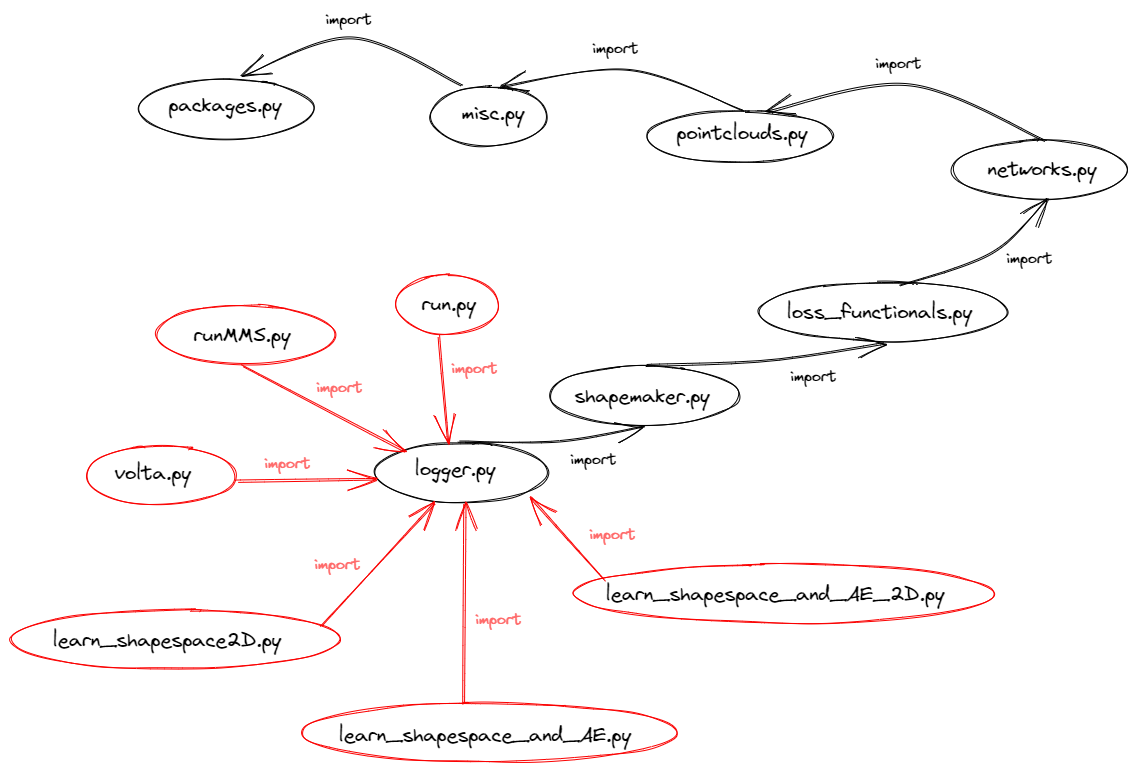 import
import
import
packages.py
misc.py
pointclouds.py
networks.py
import
run.py
loss_functionals.py
runMMS.py
import
import
import
shapemaker.py
import
volta.py
import
logger.py
import
import
import
learn_shapespace_and_AE_2D.py
import
learn_shapespace2D.py
learn_shapespace_and_AE.py